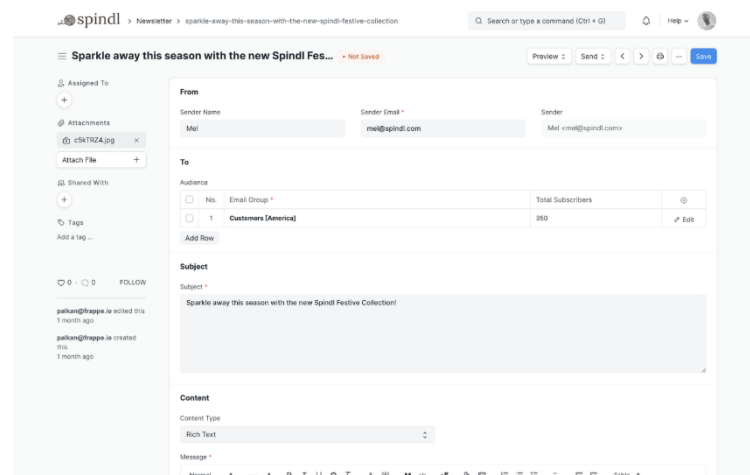 spindl > Newsletter > sparkle-away-this-season-with-the-new-spindl-festive-collection
Search or type a command (Ctrl + G)
Help
Sparkle away this season with the new Spindl Fes... • Not Saved
Preview
Send
...
Save
Assigned To
+
Attachments
c5kTRZ4.jpg ×
Attach File +
Shared With
+
Tags
Add a tag ...
0 · 0 FOLLOW
palkan@frappe.io edited this
1 month ago
palkan@frappe.io created
this
1 month ago
From
Sender Name
Mel
Sender Email *
mel@spindl.com
Sender
Mel <mel@spindl.com>
To
Audience
No. Email Group * Total Subscribers
1 Customers [America] 350 Edit
Add Row
Subject
Subject *
Sparkle away this season with the new Spindl Festive Collection!
Content
Content Type
Rich Text
Message *